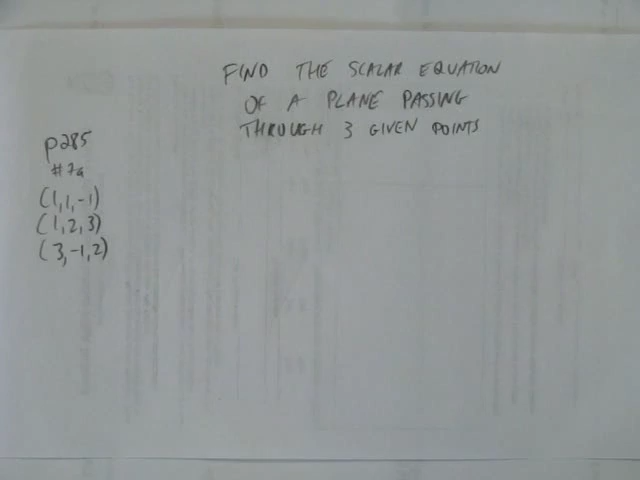 FIND THE SCALAR EQUATION
OF A PLANE PASSING
THROUGH 3 GIVEN POINTS
p285
#7a
(1,1,-1)
(1,2,3)
(3,-1,2)